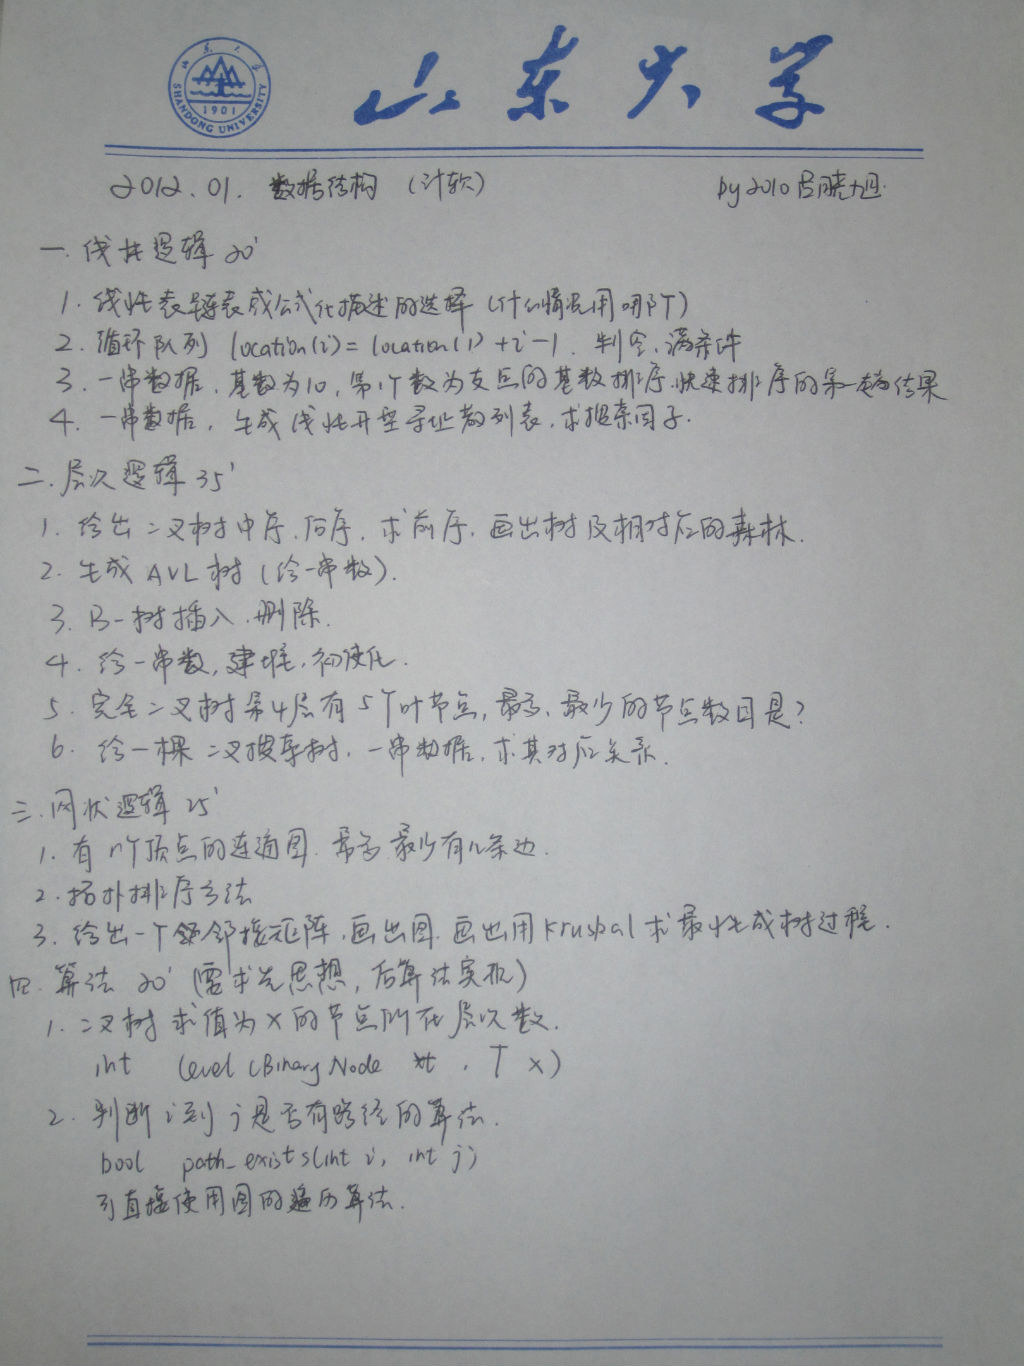 山东大学
SHANDONG UNIVERSITY
1901
2012.01. 数据结构 (计软) by 2010 吕晓旭.
一. 线性逻辑 20'
1. 线性表链表或公式化描述的选择 (什么情况用哪个)
2. 循环队列 location(i) = location(1) + i - 1. 判空、满条件
3. 一串数据, 基数为10, 第1个数为支点的基数排序、快速排序的第一趟结果
4. 一串数据, 生成线性开型寻址散列表, 求搜索因子.
二. 层次逻辑 35'
1. 给出二叉树中序、后序, 求前序, 画出树及相对应的森林.
2. 生成AVL树 (给一串数).
3. B-树插入、删除.
4. 给一串数, 建堆, 初使化.
5. 完全二叉树第4层有5个叶节点, 最多、最少的节点数目是?
6. 给一棵二叉搜索树, 一串数据, 求其对应关系.
三. 网状逻辑 25'
1. 有n个顶点的连通图, 最多最少有几条边.
2. 拓扑排序方法
3. 给出一个邻接矩阵, 画出图, 画出用Kruskal求最小生成树过程.
四. 算法 20' (需求先思想, 后算法实现)
1. 二叉树求值为x的节点所在层次数.
int level (BinaryNode *t, T x)
2. 判断i到j是否有路径的算法.
bool path_exists(int i, int j)
可直接使用图的遍历算法.